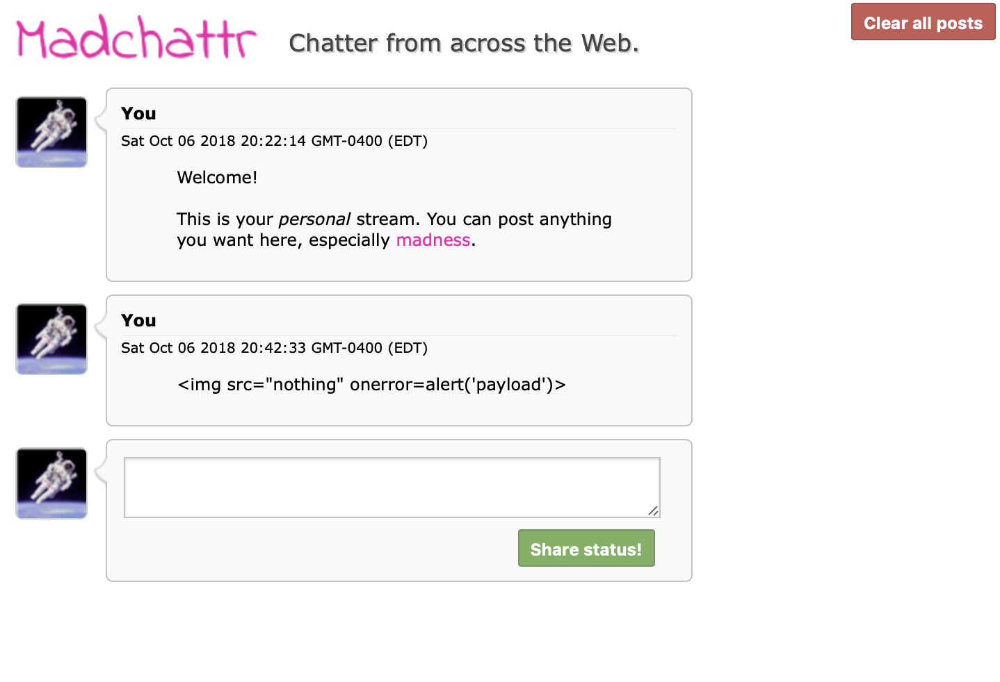 Madchattr
Chatter from across the Web.
Clear all posts
You
Sat Oct 06 2018 20:22:14 GMT-0400 (EDT)
Welcome!
This is your personal stream. You can post anything
you want here, especially madness.
You
Sat Oct 06 2018 20:42:33 GMT-0400 (EDT)
<img src="nothing" onerror=alert('payload')>
Share status!